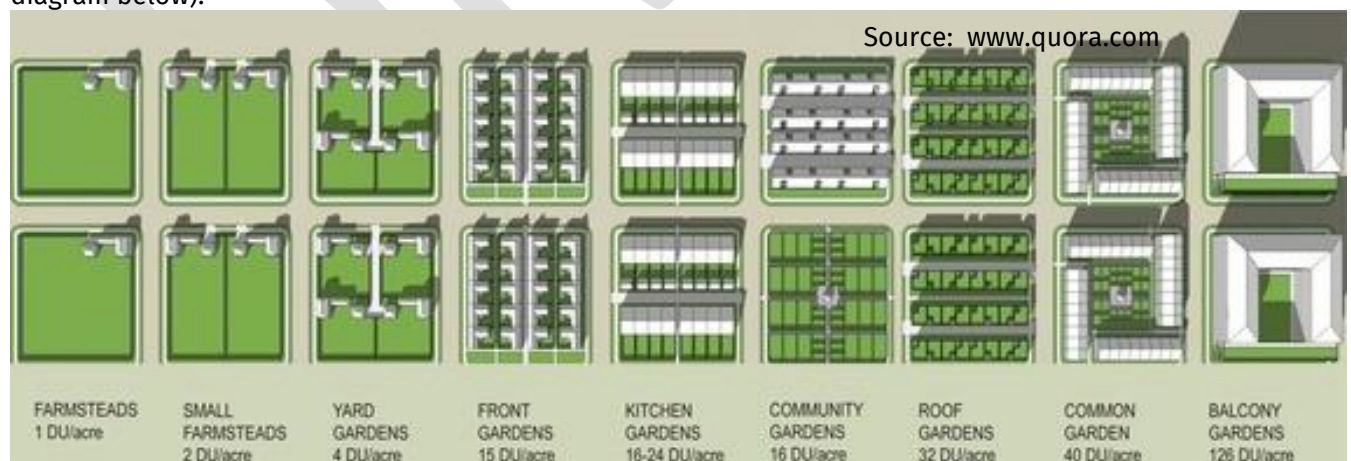 diagram below).
Source: www.quora.com
FARMSTEADS
1 DU/acre
SMALL
FARMSTEADS
2 DU/acre
YARD
GARDENS
4 DU/acre
FRONT
GARDENS
15 DU/acre
KITCHEN
GARDENS
16-24 DU/acre
COMMUNITY
GARDENS
16 DU/acre
ROOF
GARDENS
32 DU/acre
COMMON
GARDEN
40 DU/acre
BALCONY
GARDENS
126 DU/acre